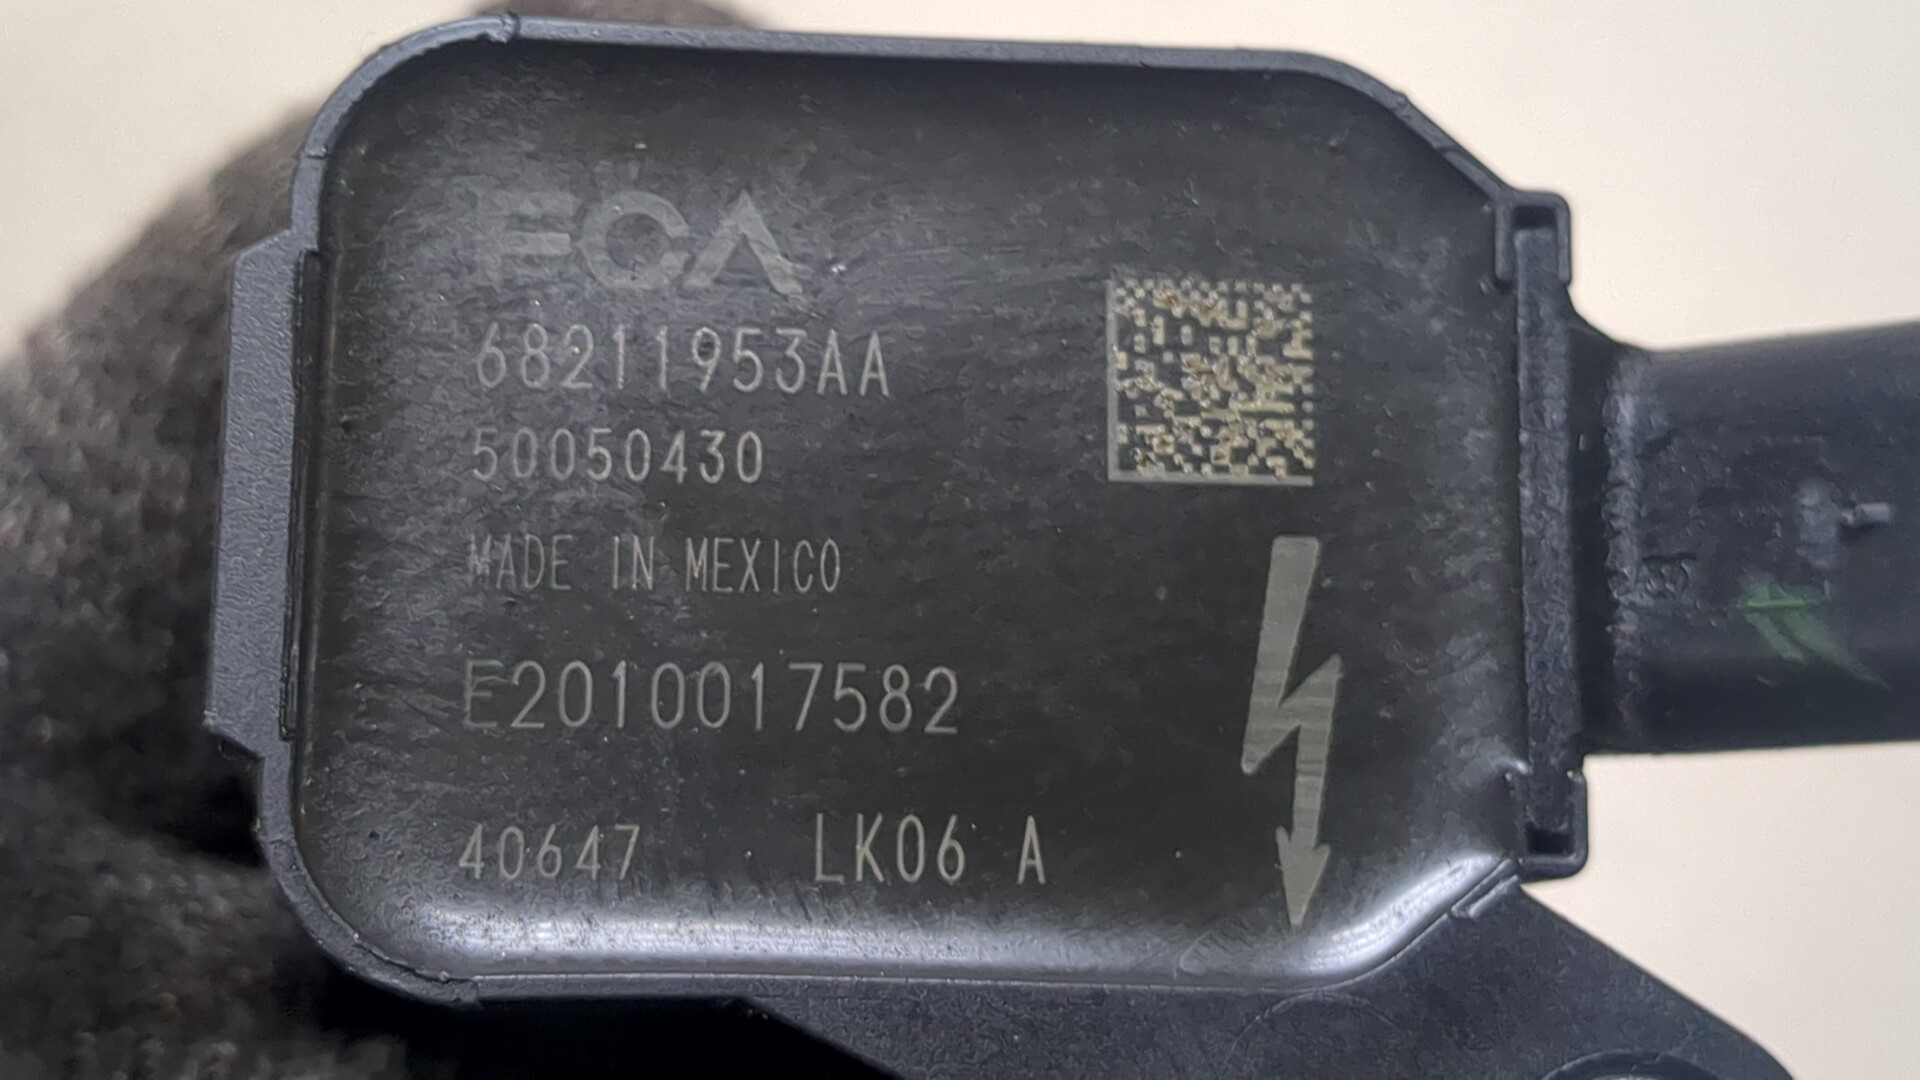 FCA
68211953AA
50050430
MADE IN MEXICO
E2010017582
40647 LK06 A